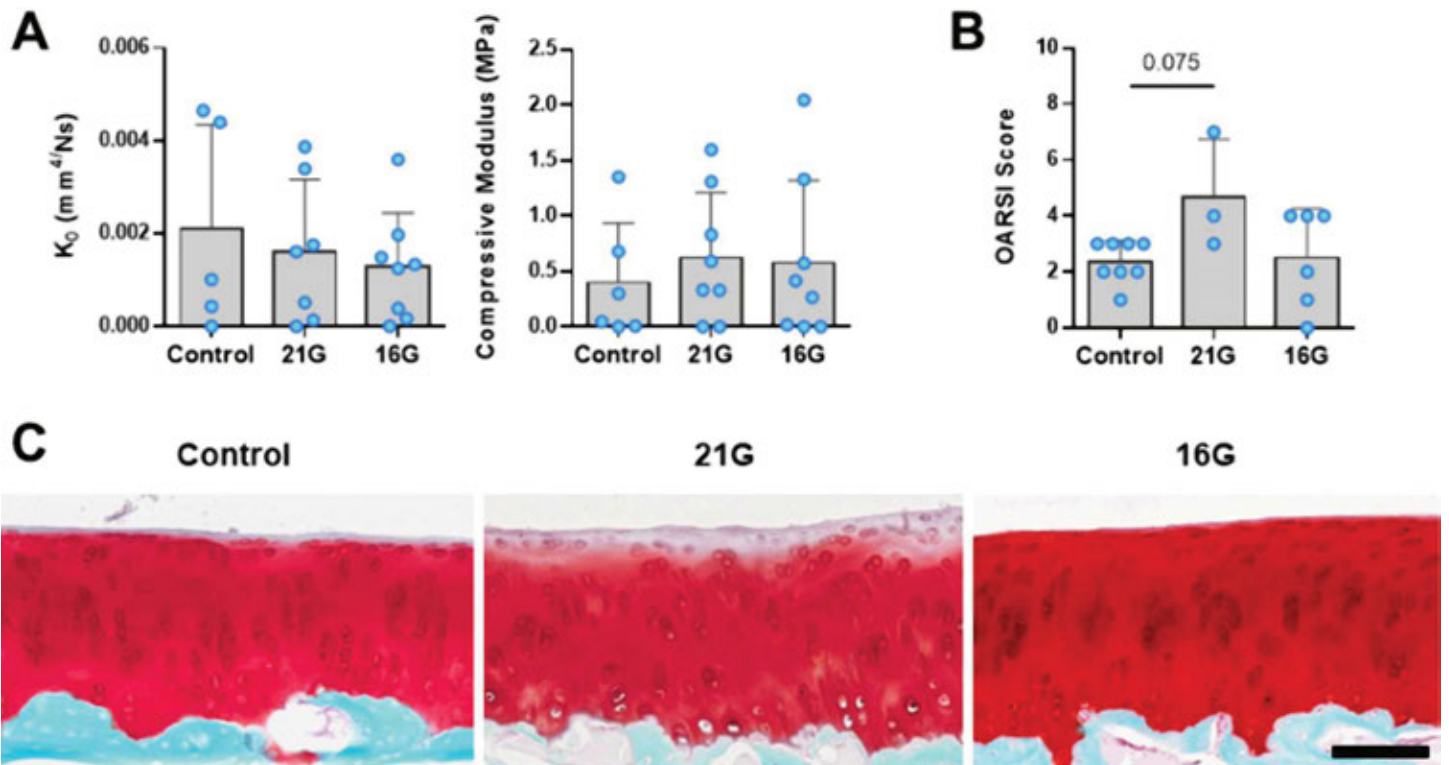 A
K0 (mm4/Ns)
0.006
0.004
0.002
0.000
Control 21G 16G
Compressive Modulus (MPa)
2.5
2.0
1.5
1.0
0.5
0.0
Control 21G 16G
B
OARSI Score
10
8
6
4
2
0
0.075
Control 21G 16G
C
Control 21G 16G